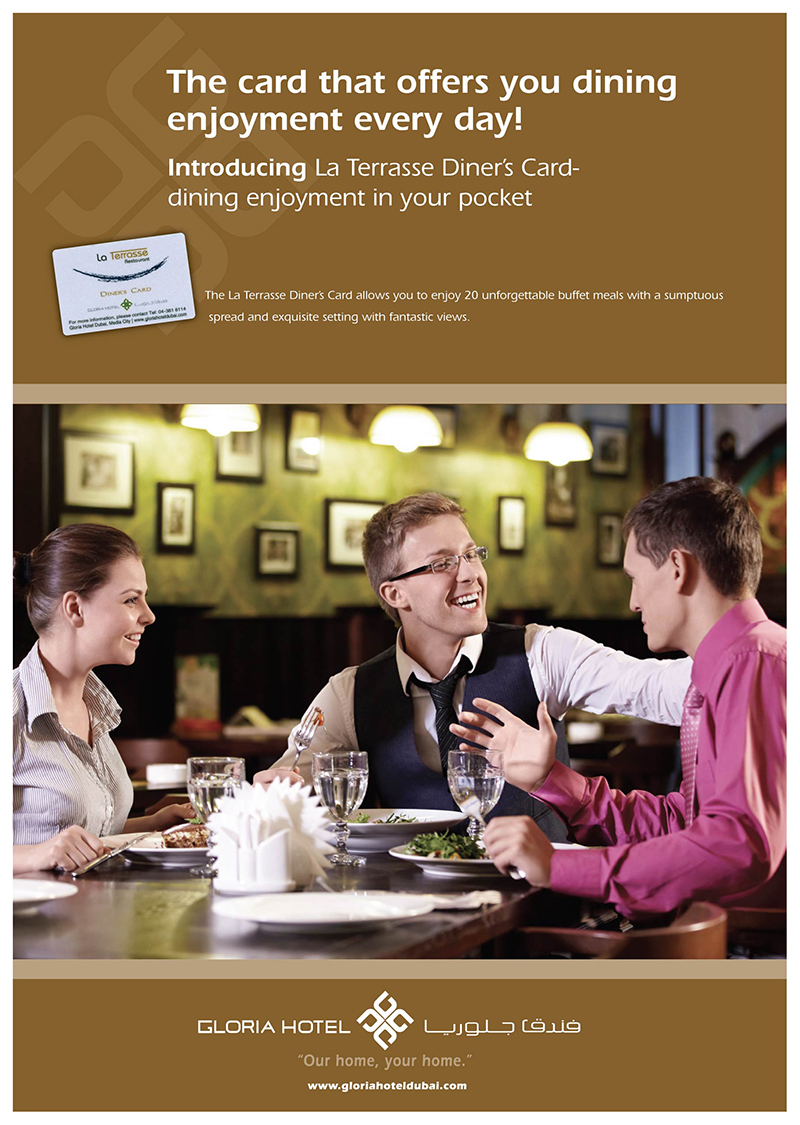 The card that offers you dining
enjoyment every day!
Introducing La Terrasse Diner's Card-
dining enjoyment in your pocket
La Terrasse
Restaurant
DINER'S CARD
GLORIA HOTEL فندق جلوريا
For more information, please contact Tel: 04-381 8114
Gloria Hotel Dubai, Media City | www.gloriahoteldubai.com
The La Terrasse Diner's Card allows you to enjoy 20 unforgettable buffet meals with a sumptuous
spread and exquisite setting with fantastic views.
GLORIA HOTEL فندق جلوريا
“Our home, your home.”
www.gloriahoteldubai.com